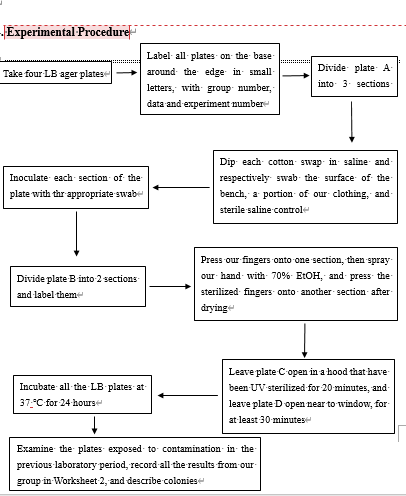 . Experimental Procedure
Take four LB ager plates
Label all plates on the base
around the edge in small
letters, with group number,
data and experiment number
Divide plate A
into 3 sections
Dip each cotton swap in saline and
respectively swab the surface of the
bench, a portion of our clothing, and
sterile saline control
Inoculate each section of the
plate with thr appropriate swab
Divide plate B into 2 sections
and label them
Press our fingers onto one section, then spray
our hand with 70% EtOH, and press the
sterilized fingers onto another section after
drying
Leave plate C open in a hood that have
been UV sterilized for 20 minutes, and
leave plate D open near to window, for
at least 30 minutes
Incubate all the LB plates at
37 °C for 24 hours
Examine the plates exposed to contamination in the
previous laboratory period, record all the results from our
group in Worksheet 2, and describe colonies